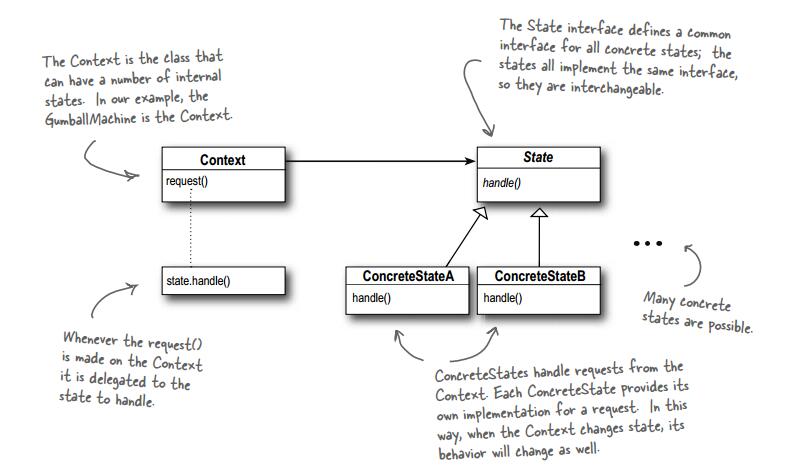 The Context is the class that
can have a number of internal
states. In our example, the
GumballMachine is the Context.
The State interface defines a common
interface for all concrete states; the
states all implement the same interface,
so they are interchangeable.
Context
request()
State
handle()
state.handle()
ConcreteStateA
handle()
ConcreteStateB
handle()
...
Many concrete
states are possible.
Whenever the request()
is made on the Context
it is delegated to the
state to handle.
ConcreteStates handle requests from the
Context. Each ConcreteState provides its
own implementation for a request. In this
way, when the Context changes state, its
behavior will change as well.